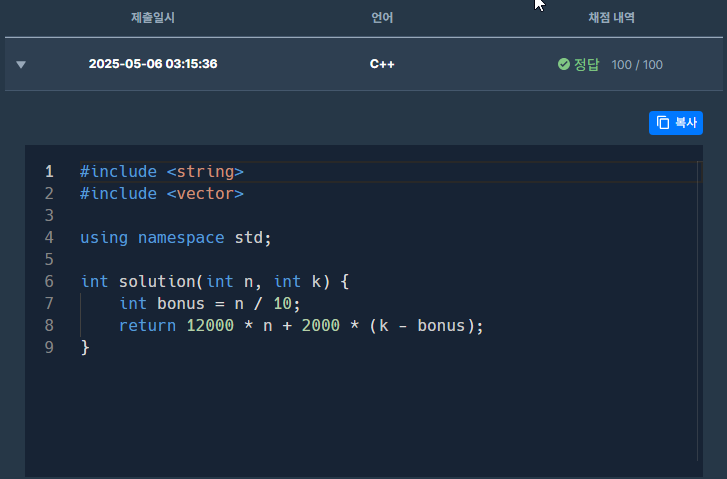 제출일시 언어 채점 내역
2025-05-06 03:15:36 C++ 정답 100 / 100
복사
1 #include <string>
2 #include <vector>
3
4 using namespace std;
5
6 int solution(int n, int k) {
7     int bonus = n / 10;
8     return 12000 * n + 2000 * (k - bonus);
9 }